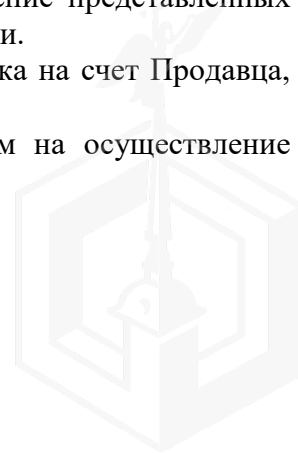 представленных
и.
ка на счет Продавца,
м на осуществление